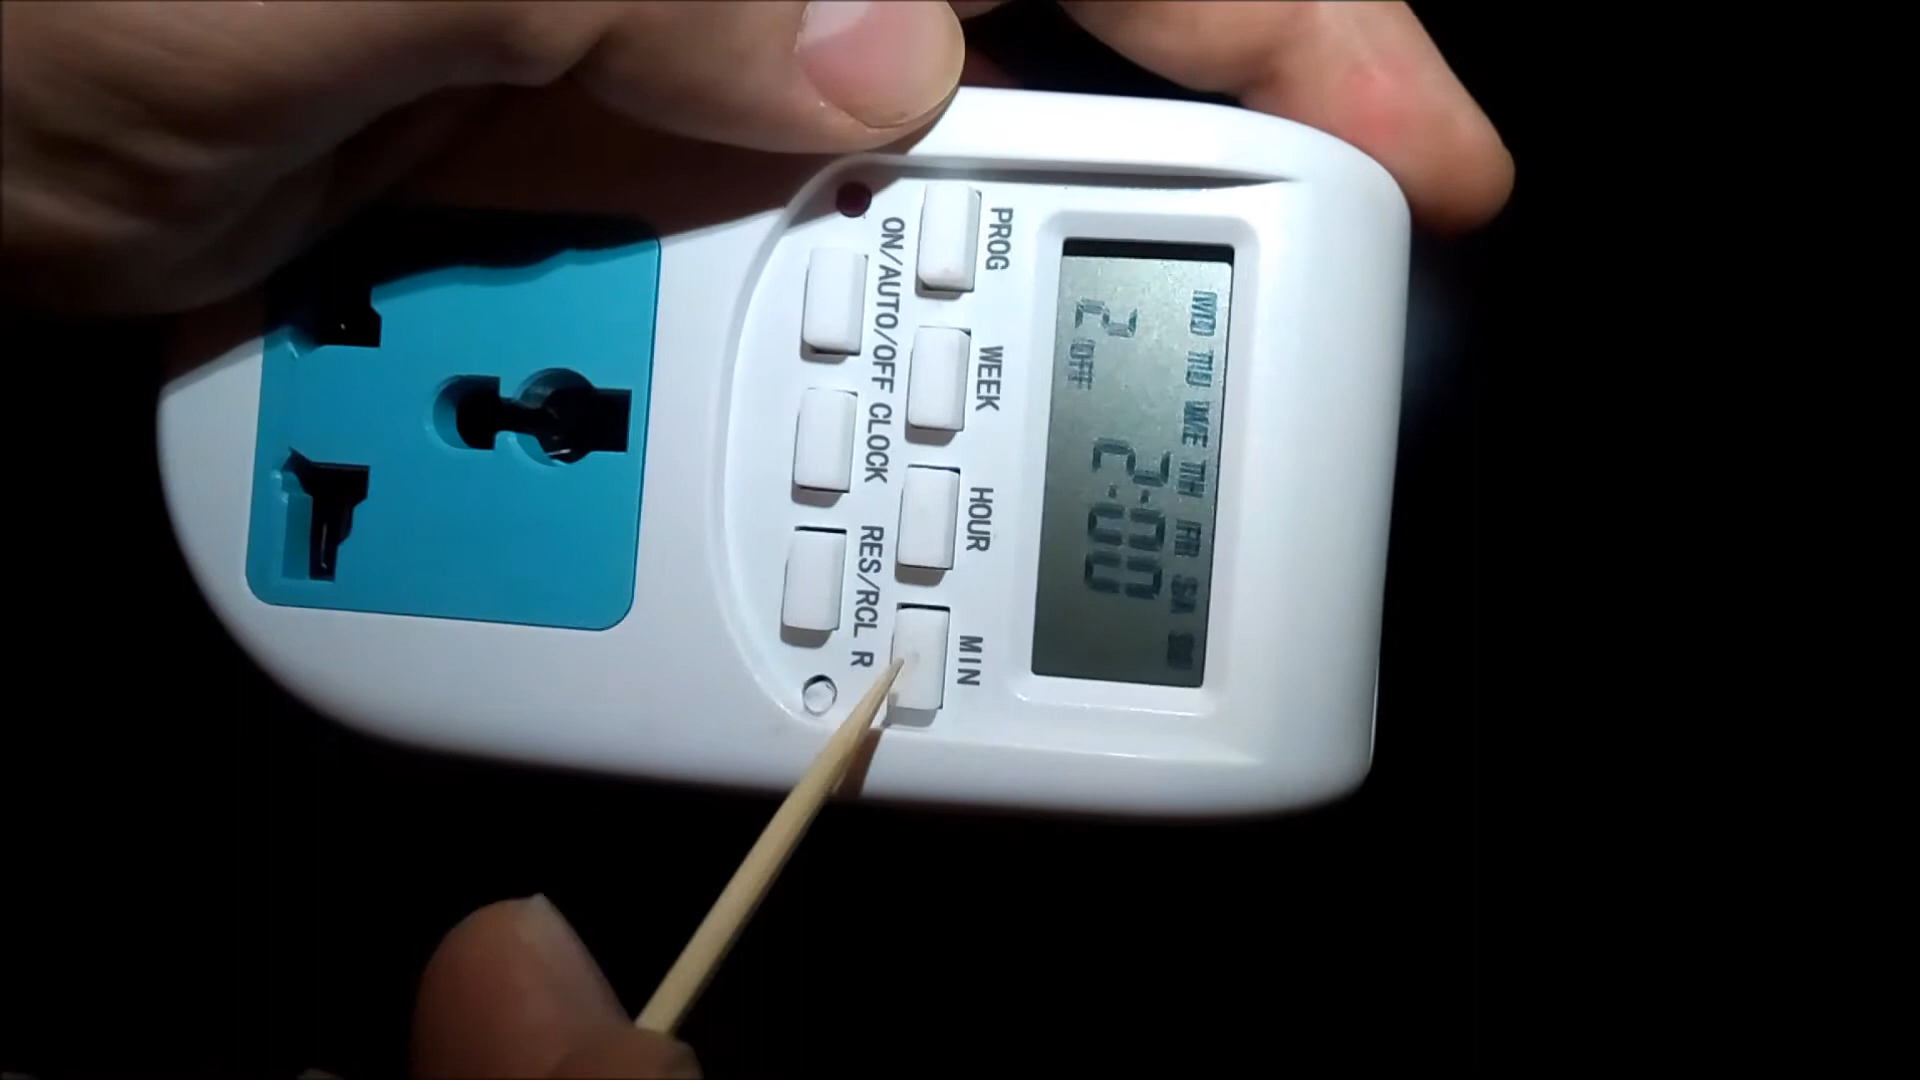 MO TU WE TH FR SA SU
2 OFF 2:00
PROG WEEK HOUR MIN
ON/AUTO/OFF CLOCK RES/RCL R